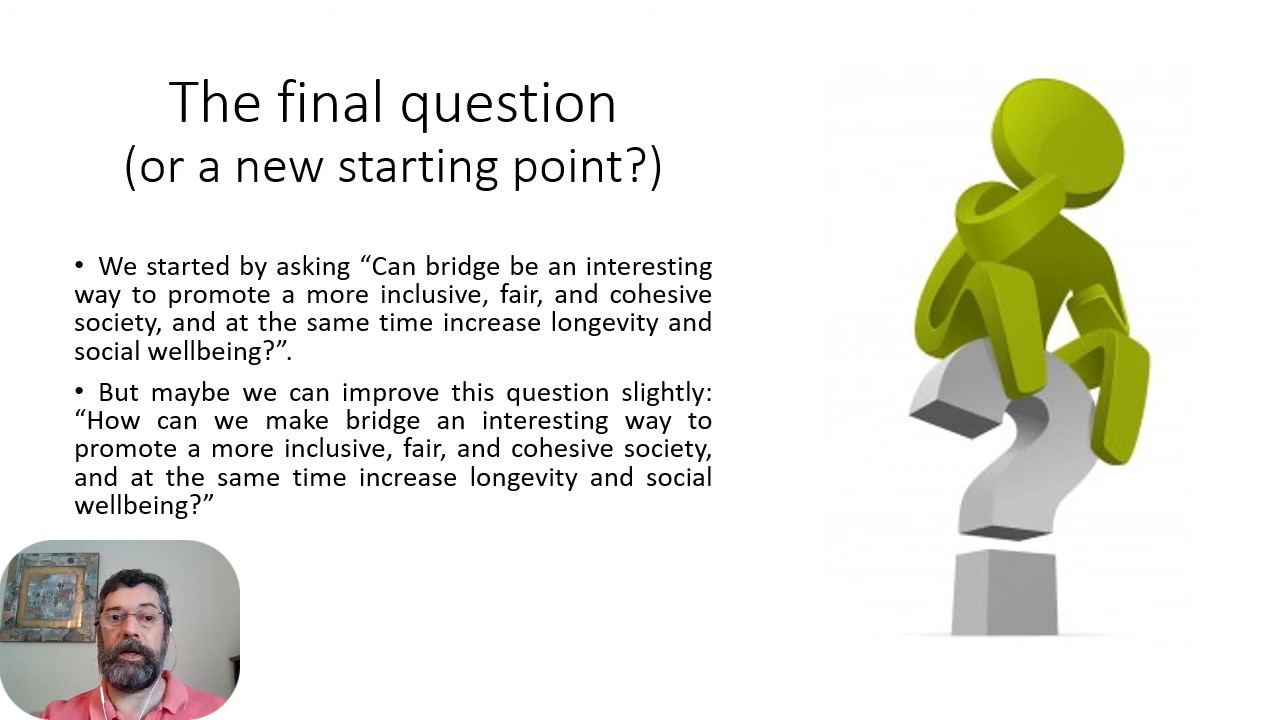 The final question
(or a new starting point?)
• We started by asking “Can bridge be an interesting
way to promote a more inclusive, fair, and cohesive
society, and at the same time increase longevity and
social wellbeing?”.
• But maybe we can improve this question slightly:
“How can we make bridge an interesting way to
promote a more inclusive, fair, and cohesive society,
and at the same time increase longevity and social
wellbeing?”